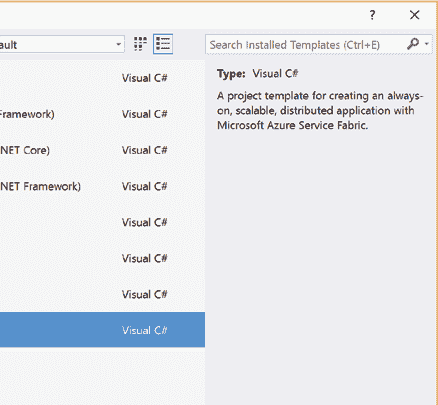 ?
ault
Search Installed Templates (Ctrl+E)
Visual C#
Type: Visual C#
A project template for creating an always-
on, scalable, distributed application with
Microsoft Azure Service Fabric.
Framework)
Visual C#
NET Core)
Visual C#
NET Framework)
Visual C#
Visual C#
Visual C#
Visual C#
Visual C#